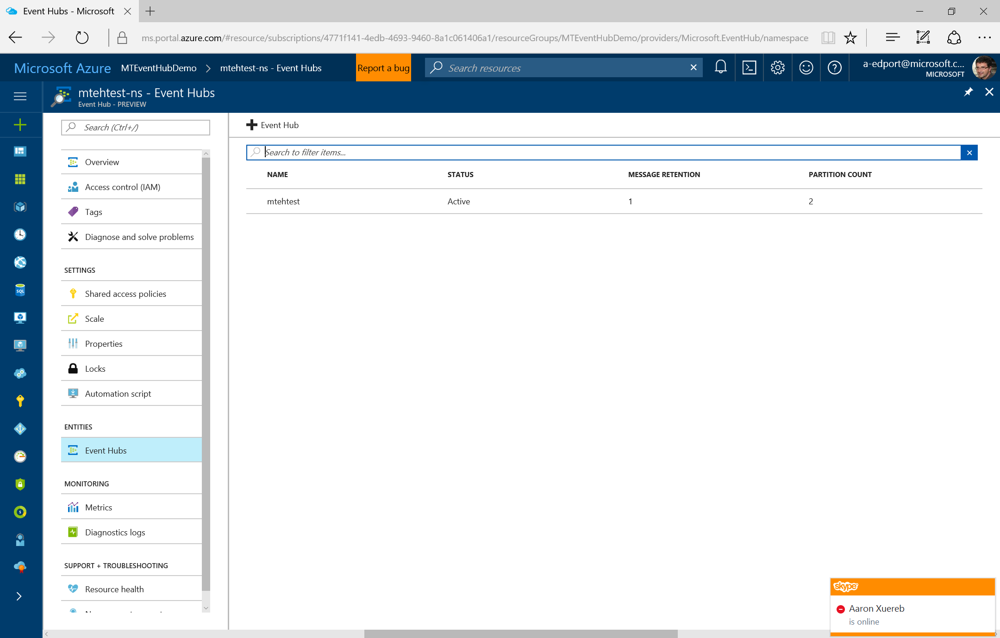 Event Hubs - Microsoft
ms.portal.azure.com/#resource/subscriptions/4771f141-4edb-4693-9460-8a1c061406a1/resourceGroups/MTEventHubDemo/providers/Microsoft.EventHub/namespace
Microsoft Azure MTEventHubDemo > mtehtest-ns - Event Hubs
Report a bug
Search resources
a-edport@microsoft.c...
MICROSOFT
mtehtest-ns - Event Hubs
Event Hub - PREVIEW
Search (Ctrl+/)
Overview
Access control (IAM)
Tags
Diagnose and solve problems
SETTINGS
Shared access policies
Scale
Properties
Locks
Automation script
ENTITIES
Event Hubs
MONITORING
Metrics
Diagnostics logs
SUPPORT + TROUBLESHOOTING
Resource health
SQL
Event Hub
Search to filter items...
NAME STATUS MESSAGE RETENTION PARTITION COUNT
mtehtest Active 1 2
skype
Aaron Xuereb
is online